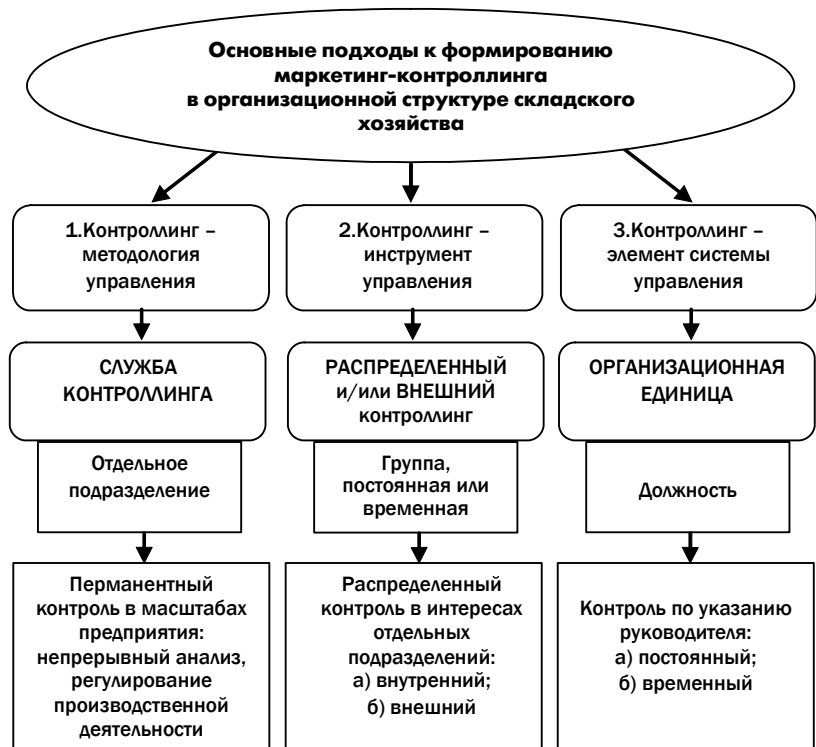 Основные подходы к формированию
маркетинг-контроллинга
в организационной структуре складского
хозяйства
1.Контроллинг –
методология
управления
2.Контроллинг –
инструмент
управления
3.Контроллинг –
элемент системы
управления
СЛУЖБА
КОНТРОЛЛИНГА
РАСПРЕДЕЛЕННЫЙ
и/или ВНЕШНИЙ
контроллинг
ОРГАНИЗАЦИОННАЯ
ЕДИНИЦА
Отдельное
подразделение
Группа,
постоянная или
временная
Должность
Перманентный
контроль в масштабах
предприятия:
непрерывный анализ,
регулирование
производственной
деятельности
Распределенный
контроль в интересах
отдельных
подразделений:
а) внутренний;
б) внешний
Контроль по указанию
руководителя:
а) постоянный;
б) временный